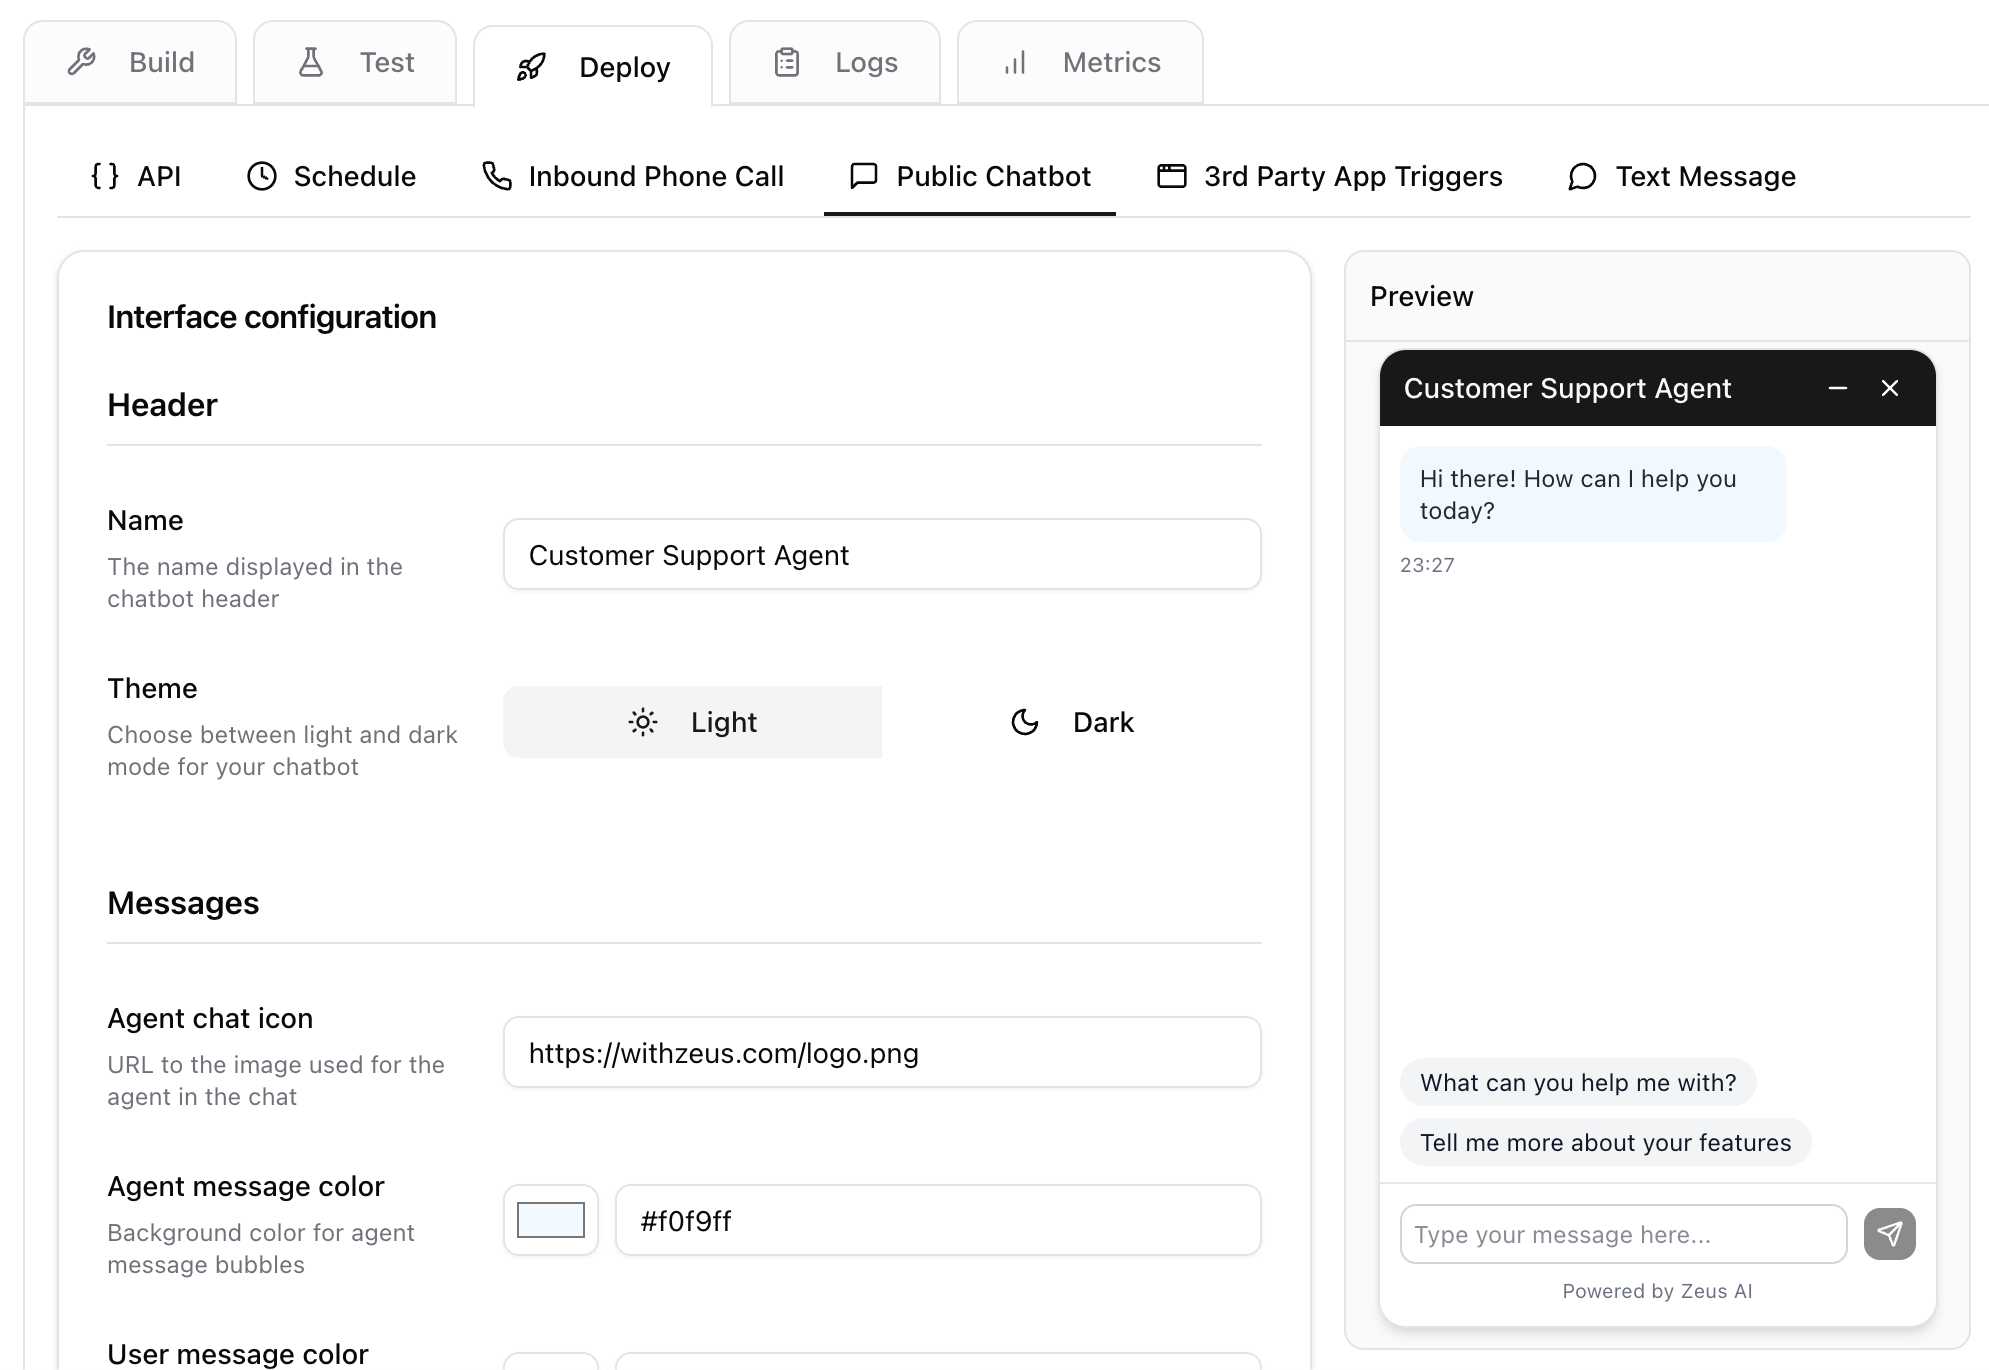 Build
Test
Deploy
Logs
Metrics
API
Schedule
Inbound Phone Call
Public Chatbot
3rd Party App Triggers
Text Message
Interface configuration
Header
Name
The name displayed in the
chatbot header
Customer Support Agent
Theme
Choose between light and dark
mode for your chatbot
Light
Dark
Messages
Agent chat icon
URL to the image used for the
agent in the chat
https://withzeus.com/logo.png
Agent message color
Background color for agent
message bubbles
#f0f9ff
User message color
Preview
Customer Support Agent
Hi there! How can I help you
today?
23:27
What can you help me with?
Tell me more about your features
Type your message here...
Powered by Zeus AI